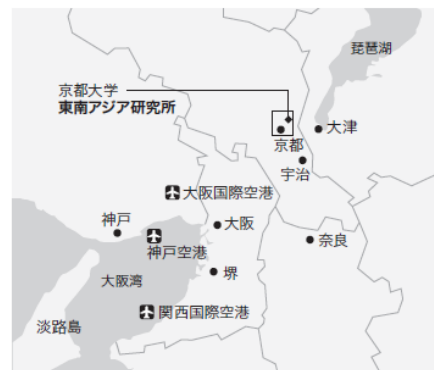 琵琶湖
京都大学
東南アジア研究所
京都
大津
宇治
大阪国際空港
神戸
大阪
神戸空港
奈良
大阪湾
堺
関西国際空港
淡路島